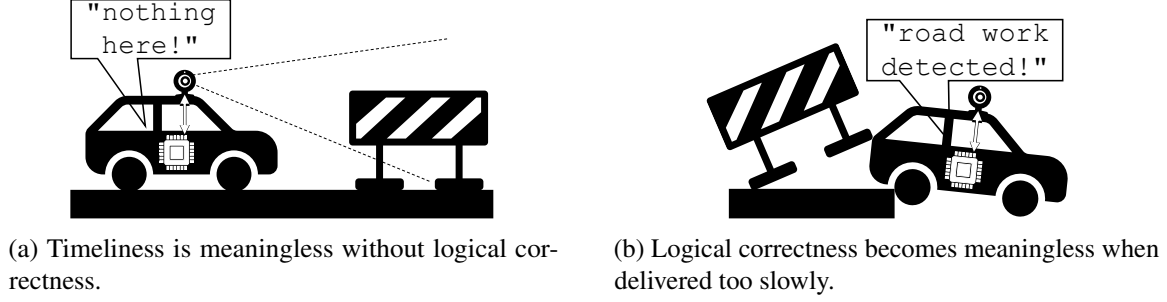 "nothing
here!"
"road work
detected!"
(a) Timeliness is meaningless without logical cor-
rectness.
(b) Logical correctness becomes meaningless when
delivered too slowly.